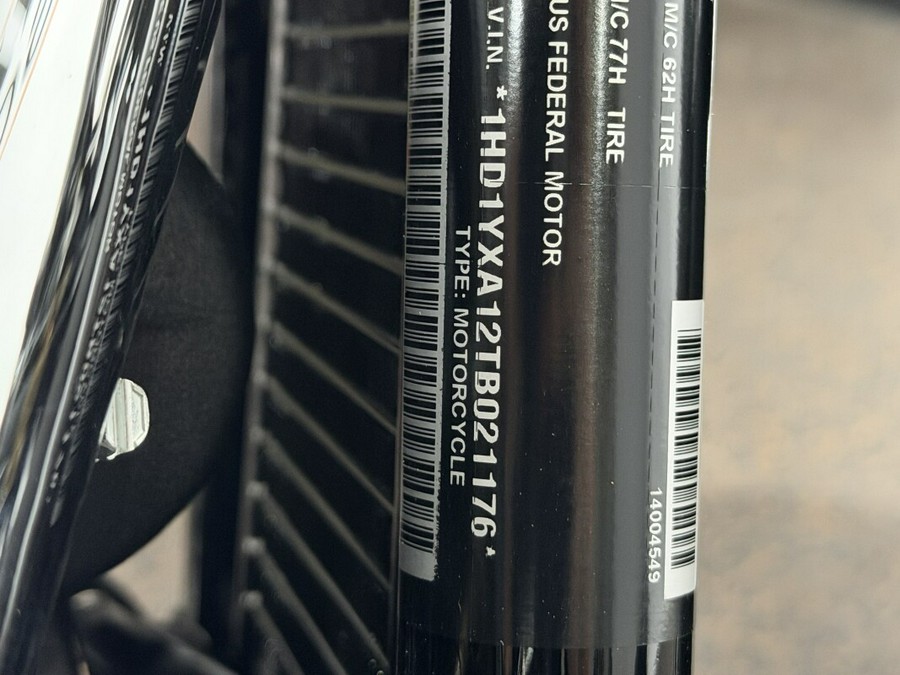 M/C 62H TIRE
/C 77H TIRE
US FEDERAL MOTOR
V.I.N. *1HD1YXA12TB021176*
TYPE: MOTORCYCLE
14004549